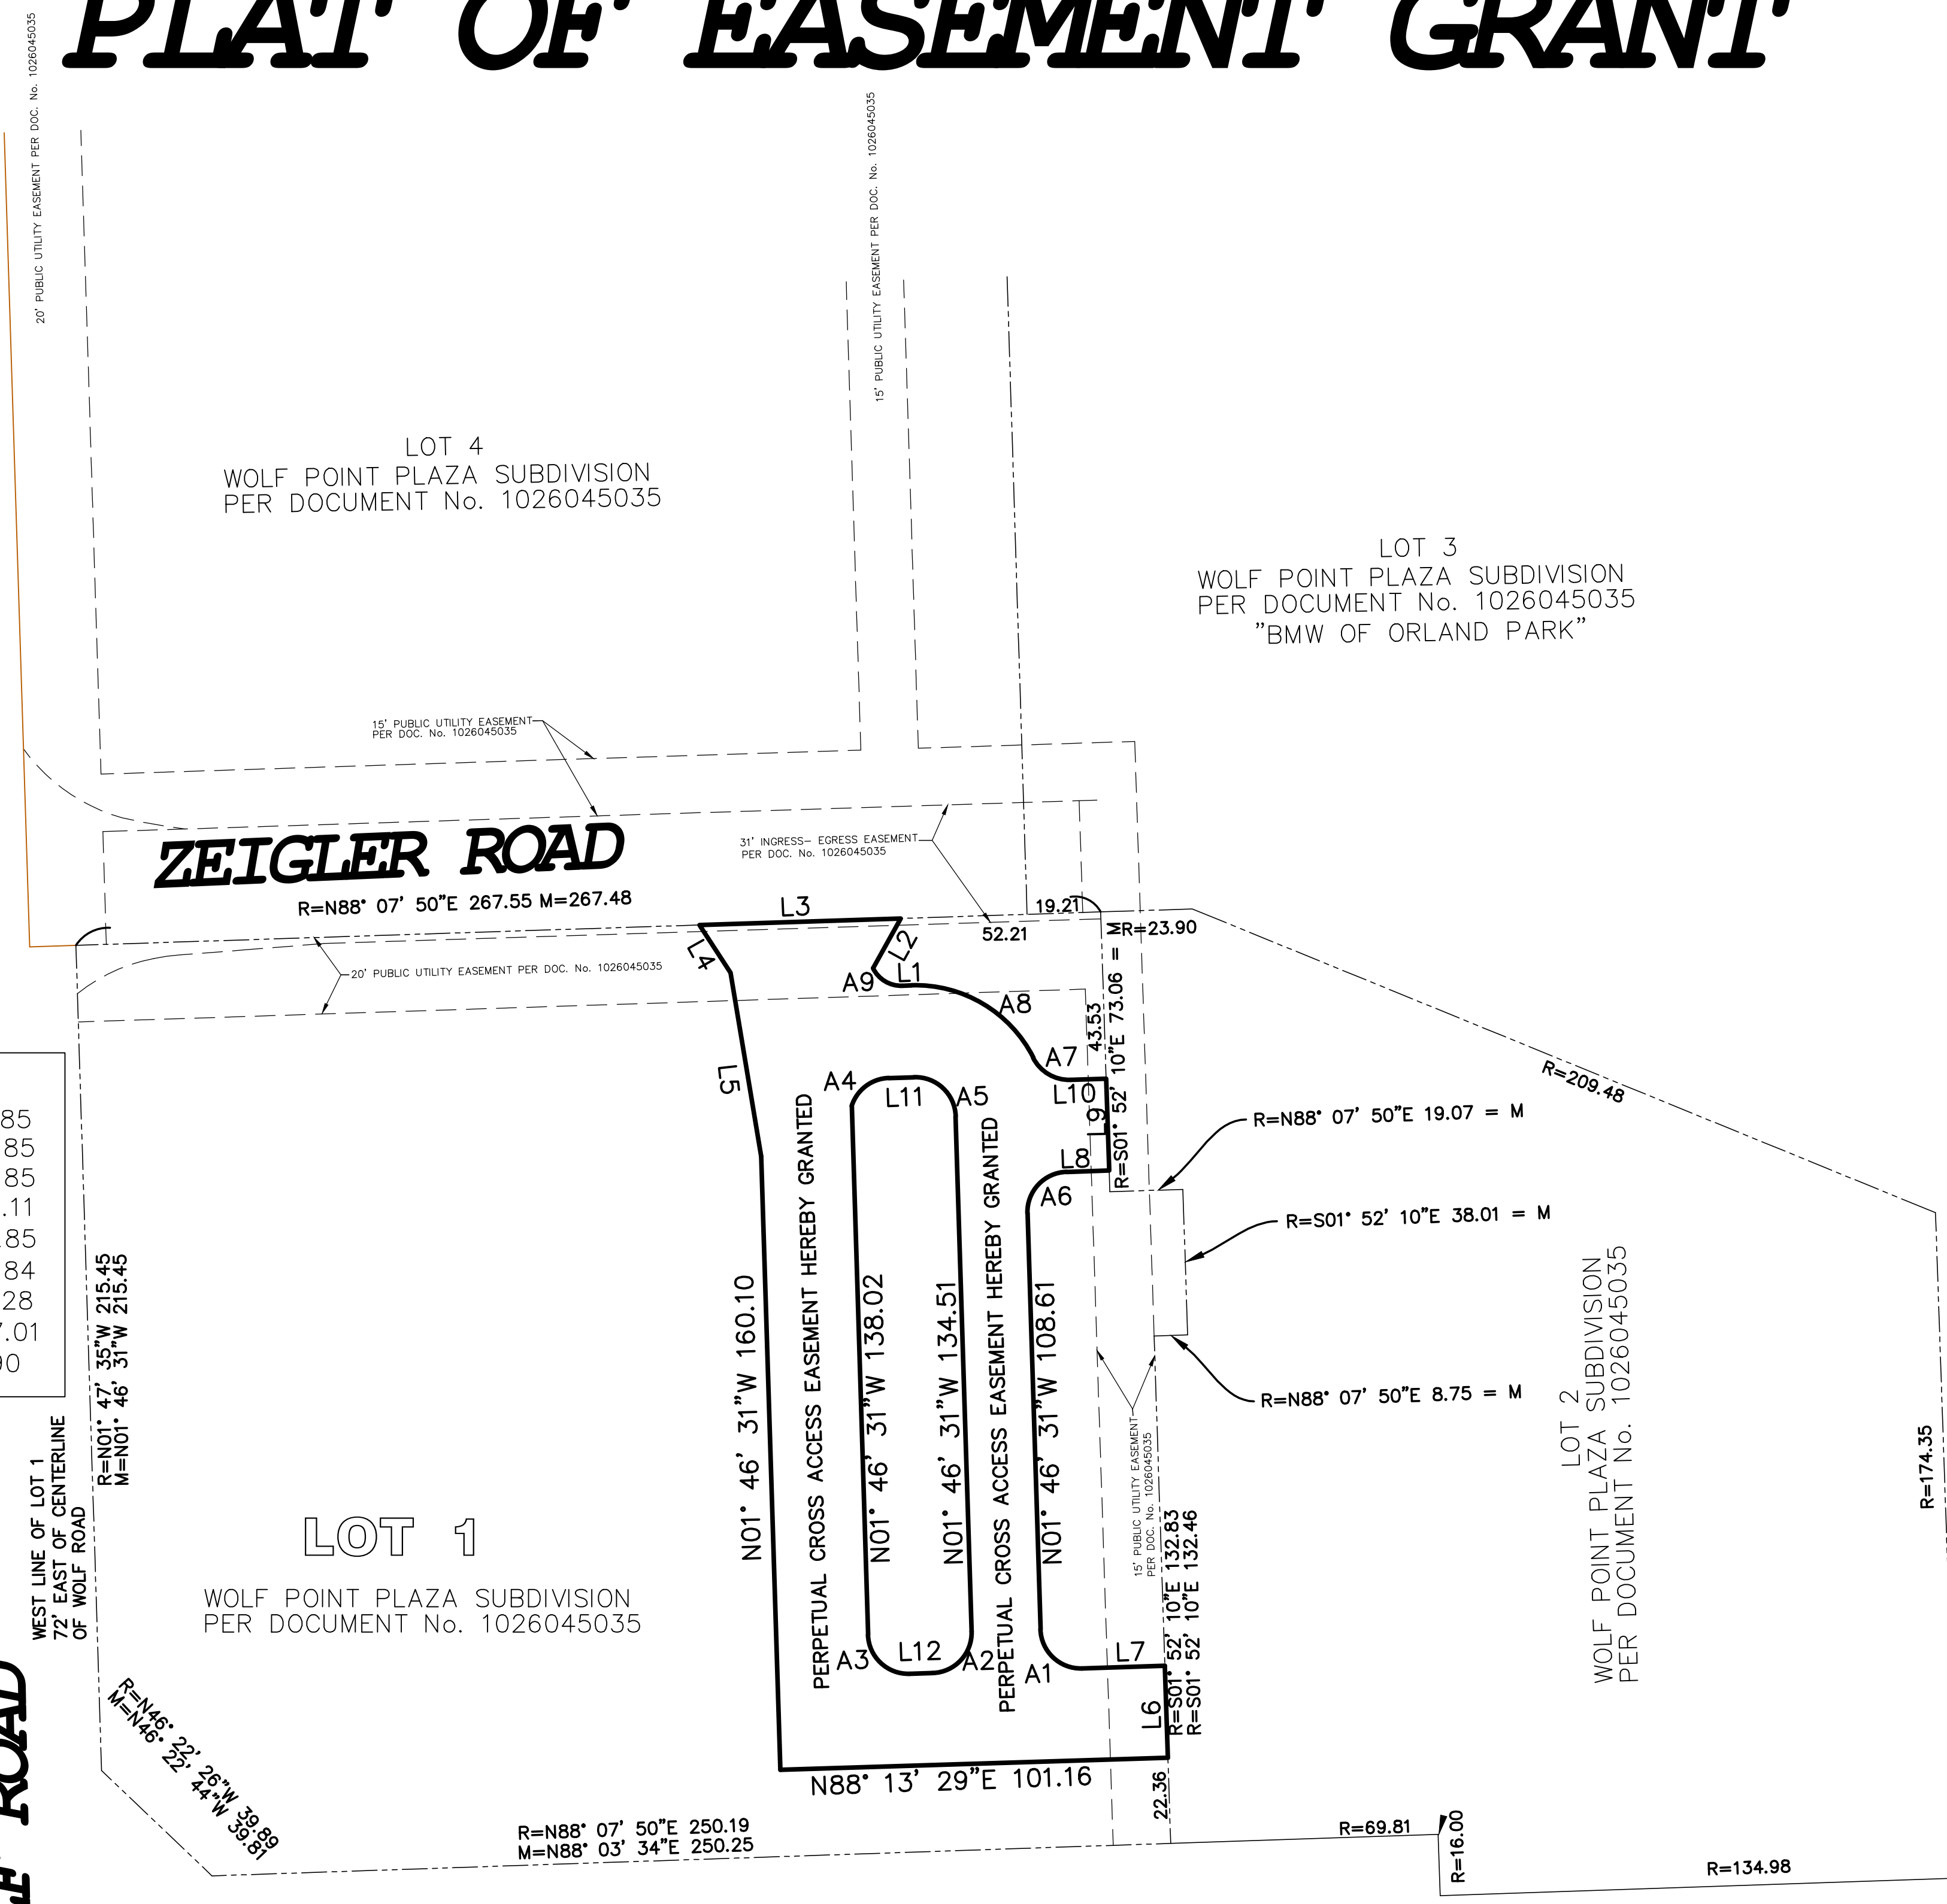 PLAT OF EASEMENT GRANT
20' PUBLIC UTILITY EASEMENT PER DOC. No. 1026045035
15' PUBLIC UTILITY EASEMENT PER DOC. No. 1026045035
LOT 4
WOLF POINT PLAZA SUBDIVISION
PER DOCUMENT No. 1026045035
LOT 3
WOLF POINT PLAZA SUBDIVISION
PER DOCUMENT No. 1026045035
"BMW OF ORLAND PARK"
15' PUBLIC UTILITY EASEMENT
PER DOC. No. 1026045035
31' INGRESS- EGRESS EASEMENT
PER DOC. No. 1026045035
ZEIGLER ROAD
R=N88° 07' 50"E 267.55 M=267.48
L3
19.21
52.21
R=23.90
L4
L2
L1
A9
A8
20' PUBLIC UTILITY EASEMENT PER DOC. No. 1026045035
43.53
R=S01° 52' 10"E 73.06 = M
A7
L10
L9
L8
A6
L5
A4
L11
A5
R=209.48
R=N88° 07' 50"E 19.07 = M
R=S01° 52' 10"E 38.01 = M
R=N88° 07' 50"E 8.75 = M
85
85
85
.11
85
84
28
7.01
90
R=N01° 47' 35"W 215.45
M=N01° 46' 31"W 215.45
WEST LINE OF LOT 1
72' EAST OF CENTERLINE
OF WOLF ROAD
N01° 46' 31"W 160.10
PERPETUAL CROSS ACCESS EASEMENT HEREBY GRANTED
N01° 46' 31"W 138.02
N01° 46' 31"W 134.51
PERPETUAL CROSS ACCESS EASEMENT HEREBY GRANTED
N01° 46' 31"W 108.61
15' PUBLIC UTILITY EASEMENT
PER DOC. No. 1026045035
R=S01° 52' 10"E 132.83
R=S01° 52' 10"E 132.46
LOT 2
WOLF POINT PLAZA SUBDIVISION
PER DOCUMENT No. 1026045035
R=174.35
LOT 1
WOLF POINT PLAZA SUBDIVISION
PER DOCUMENT No. 1026045035
A3
L12
A2
A1
L7
L6
N88° 13' 29"E 101.16
22.36
R=N46° 22' 26"W 39.89
M=N46° 22' 44"W 39.81
R=N88° 07' 50"E 250.19
M=N88° 03' 34"E 250.25
R=69.81
R=16.00
R=134.98
ROAD